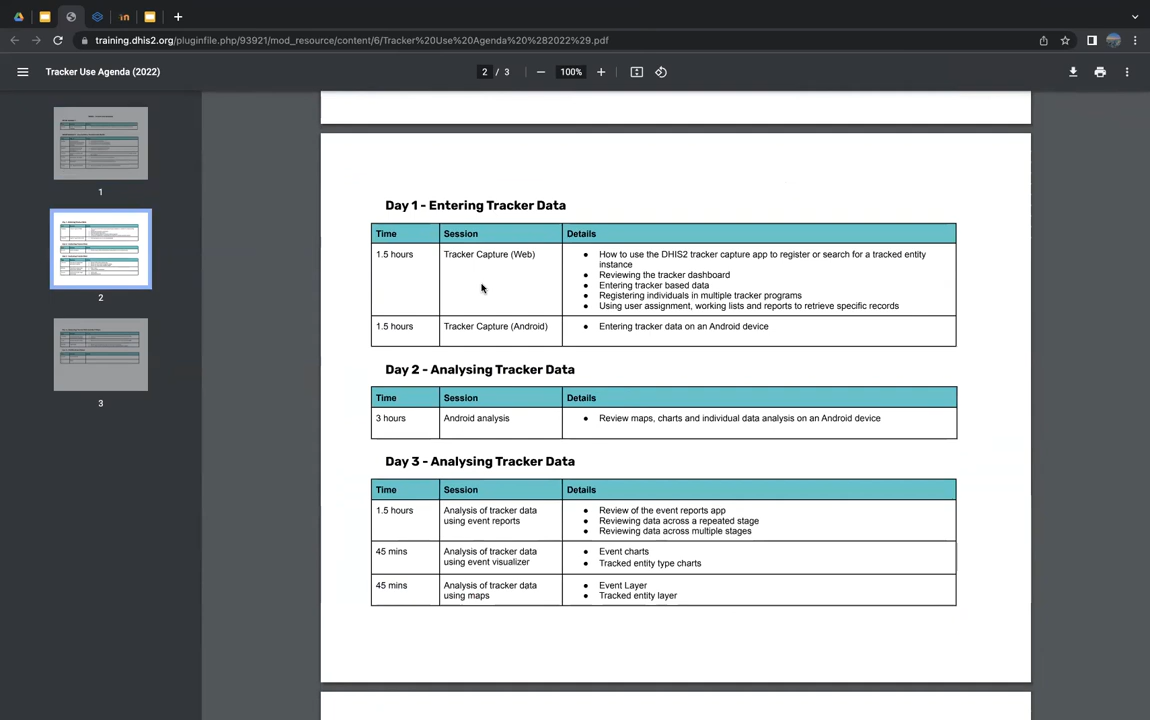 training.dhis2.org/pluginfile.php/93921/mod_resource/content/6/Tracker%20Use%20Agenda%20%282022%29.pdf
Tracker Use Agenda (2022)
2 / 3
100%
1
2
3
Day 1 - Entering Tracker Data
Time Session Details
1.5 hours Tracker Capture (Web)
● How to use the DHIS2 tracker capture app to register or search for a tracked entity
instance
● Reviewing the tracker dashboard
● Entering tracker based data
● Registering individuals in multiple tracker programs
● Using user assignment, working lists and reports to retrieve specific records
1.5 hours Tracker Capture (Android) ● Entering tracker data on an Android device
Day 2 - Analysing Tracker Data
Time Session Details
3 hours Android analysis ● Review maps, charts and individual data analysis on an Android device
Day 3 - Analysing Tracker Data
Time Session Details
1.5 hours Analysis of tracker data
using event reports
● Review of the event reports app
● Reviewing data across a repeated stage
● Reviewing data across multiple stages
45 mins Analysis of tracker data
using event visualizer
● Event charts
● Tracked entity type charts
45 mins Analysis of tracker data
using maps
● Event Layer
● Tracked entity layer